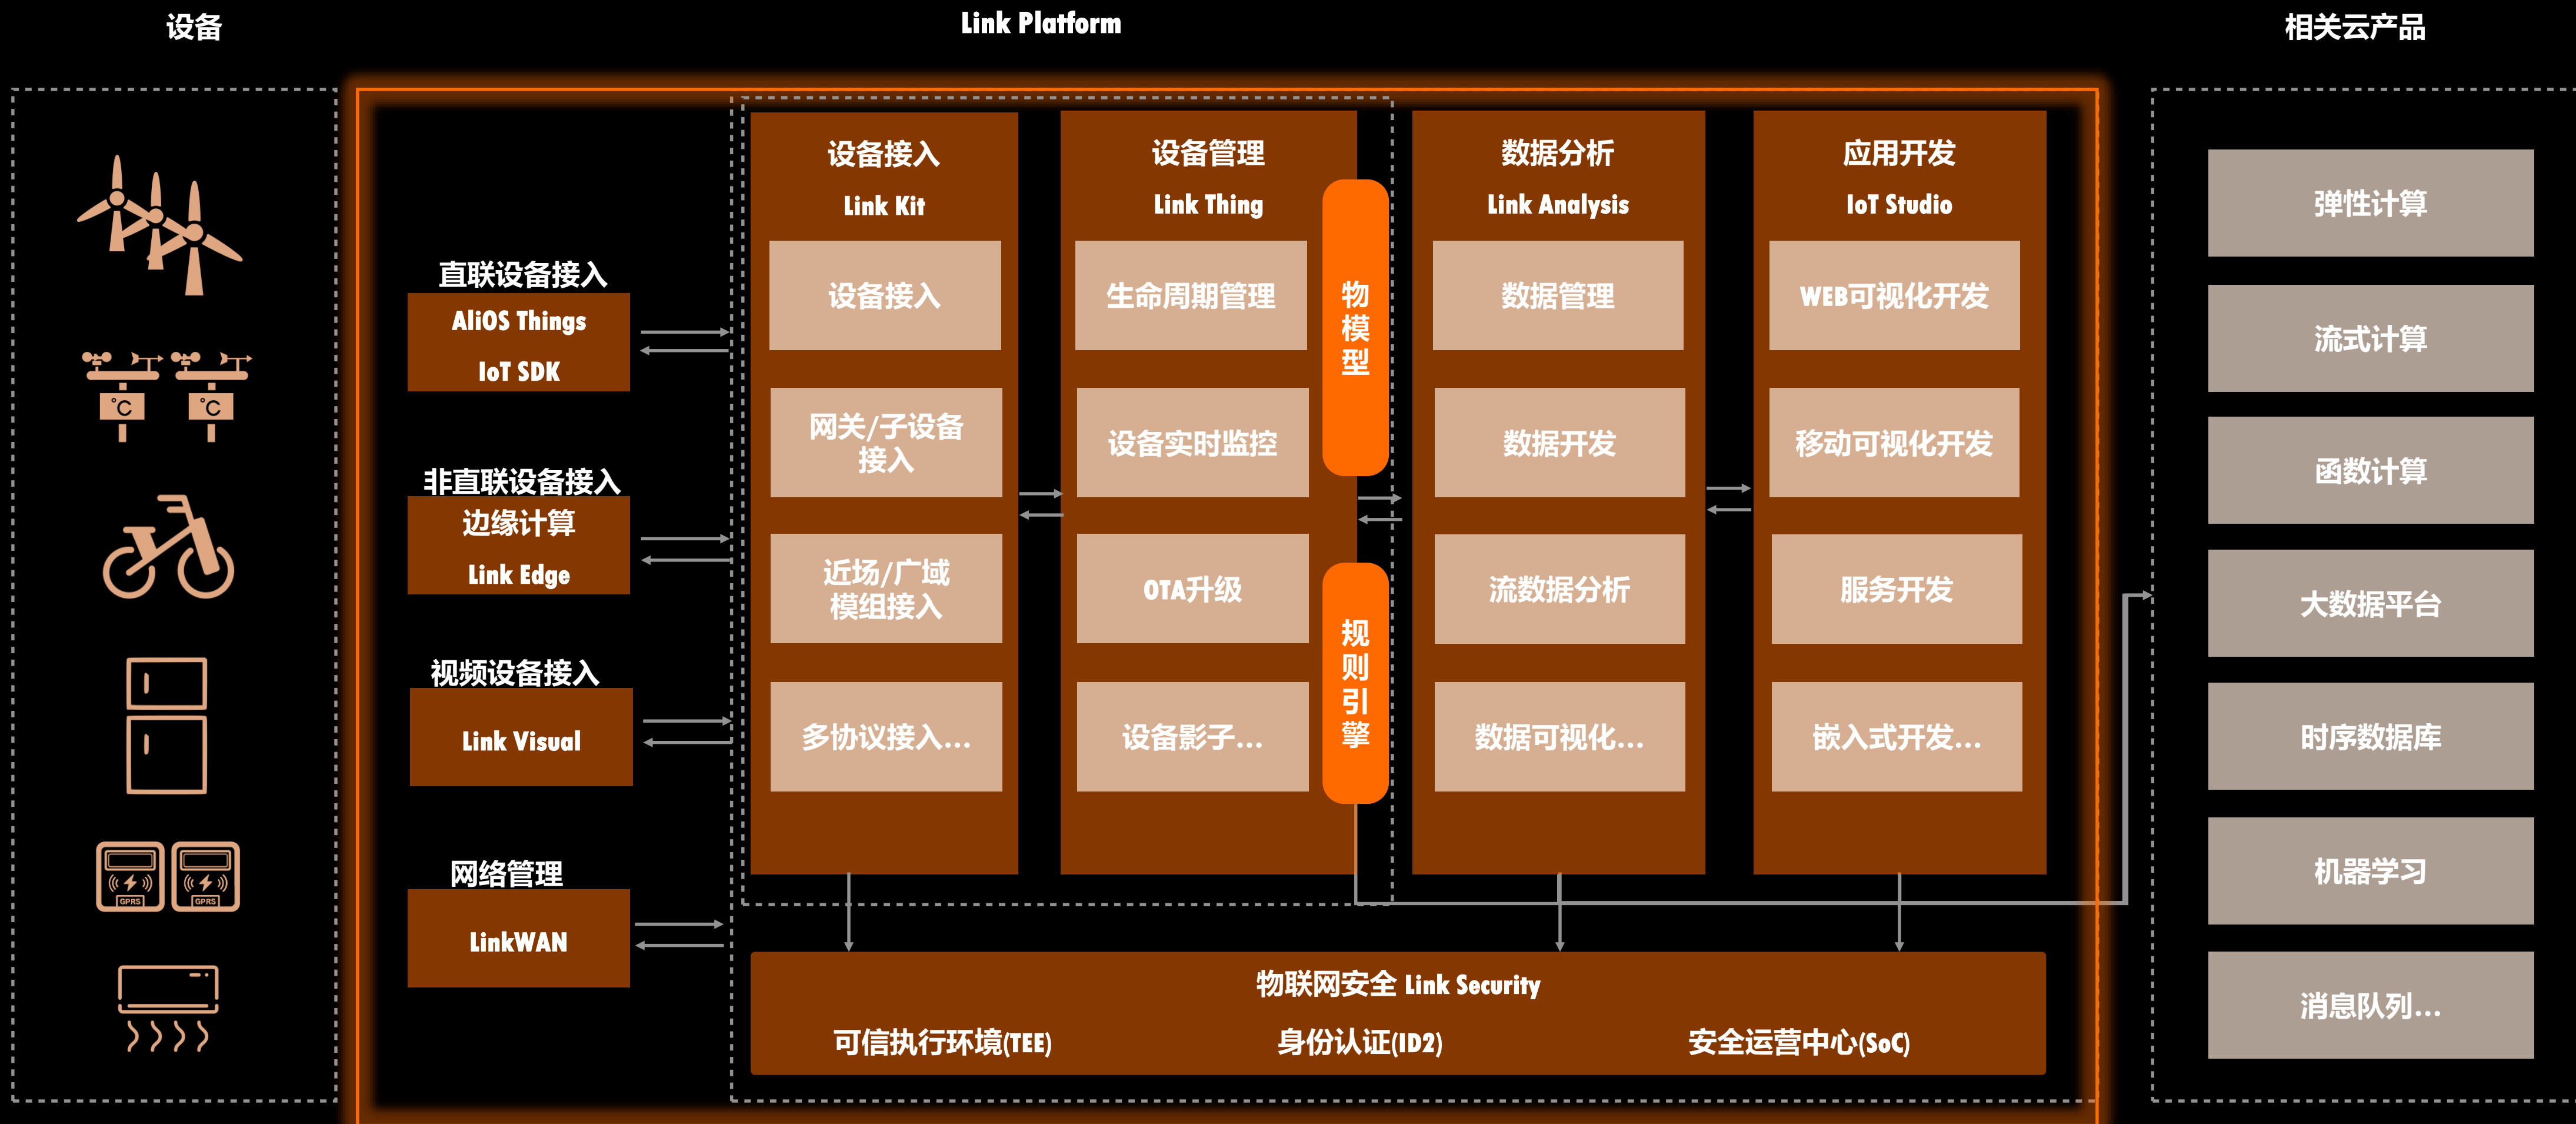 设备
Link Platform
相关云产品
℃
℃
GPRS
GPRS
直联设备接入
AliOS Things
IoT SDK
非直联设备接入
边缘计算
Link Edge
视频设备接入
Link Visual
网络管理
LinkWAN
设备接入
Link Kit
设备接入
网关/子设备
接入
近场/广域
模组接入
多协议接入...
设备管理
Link Thing
生命周期管理
设备实时监控
OTA升级
设备影子...
物
模
型
规
则
引
擎
数据分析
Link Analysis
数据管理
数据开发
流数据分析
数据可视化...
应用开发
IoT Studio
WEB可视化开发
移动可视化开发
服务开发
嵌入式开发...
物联网安全 Link Security
可信执行环境(TEE)
身份认证(ID2)
安全运营中心(SoC)
弹性计算
流式计算
函数计算
大数据平台
时序数据库
机器学习
消息队列...